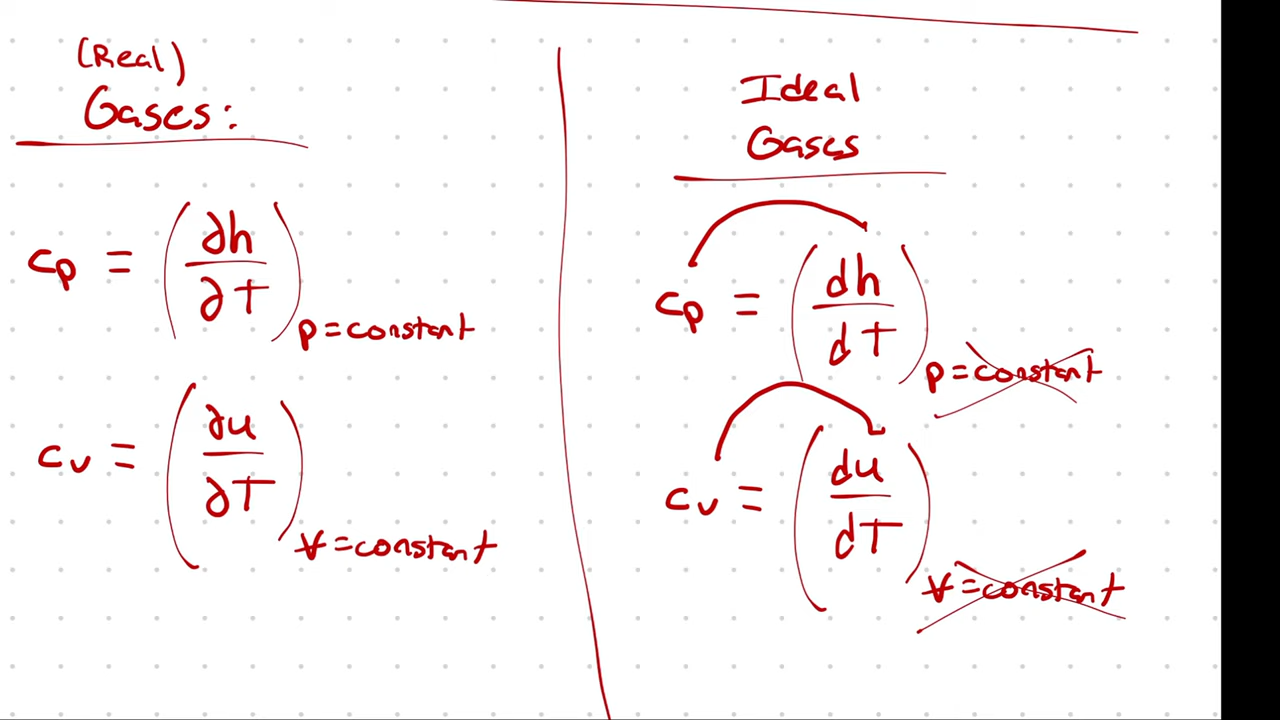 (Real)
Gases:
cp = (∂h/∂T) p = constant
cv = (∂u/∂T) V = constant
Ideal
Gases
cp = (dh/dT) p = constant
cv = (du/dT) V = constant